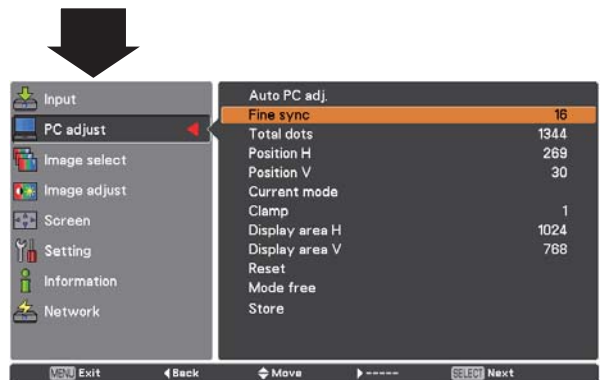 Input
PC adjust
Image select
Image adjust
Screen
Setting
Information
Network
Auto PC adj.
Fine sync 16
Total dots 1344
Position H 269
Position V 30
Current mode
Clamp 1
Display area H 1024
Display area V 768
Reset
Mode free
Store
MENU Exit Back Move ----- SELECT Next